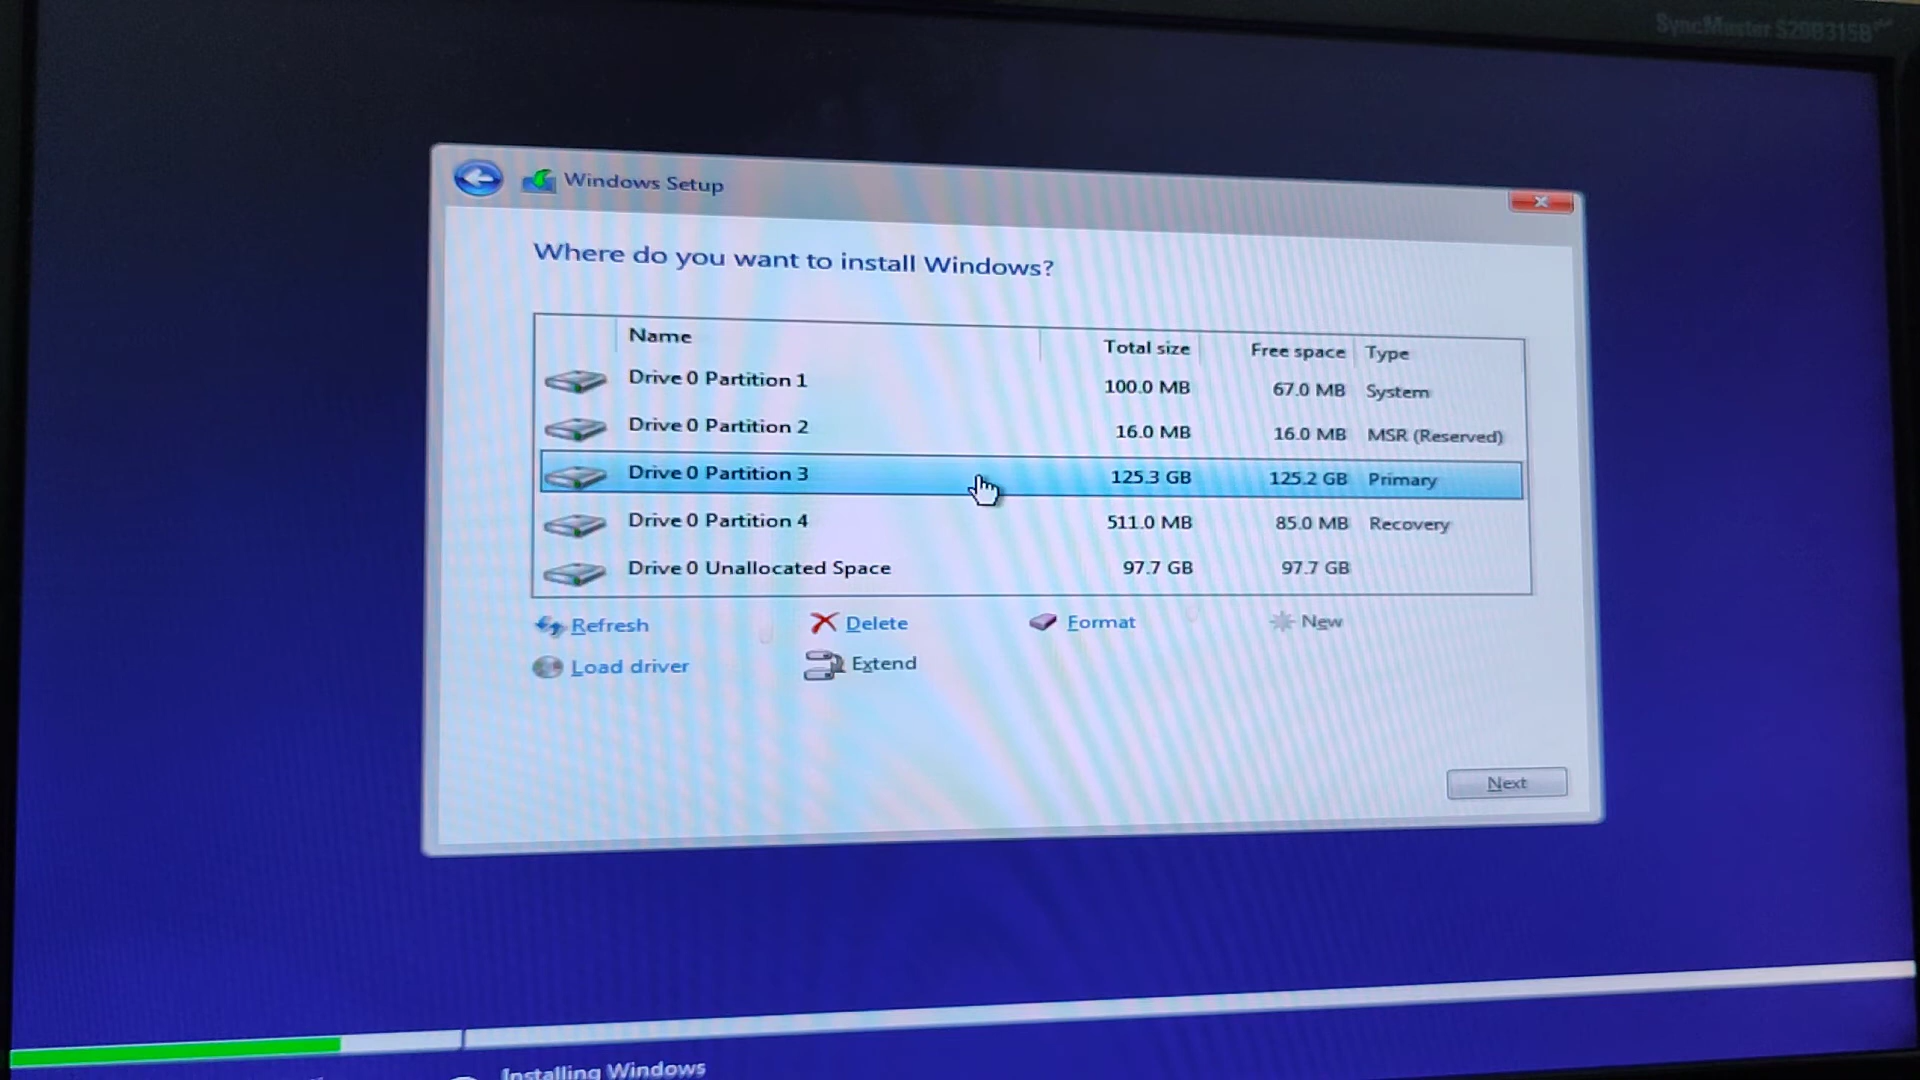 SyncMaster S20B315B
Windows Setup
Where do you want to install Windows?
Name Total size Free space Type
Drive 0 Partition 1 100.0 MB 67.0 MB System
Drive 0 Partition 2 16.0 MB 16.0 MB MSR (Reserved)
Drive 0 Partition 3 125.3 GB 125.2 GB Primary
Drive 0 Partition 4 511.0 MB 85.0 MB Recovery
Drive 0 Unallocated Space 97.7 GB 97.7 GB
Refresh Delete Format New
Load driver Extend
Next
Installing Windows